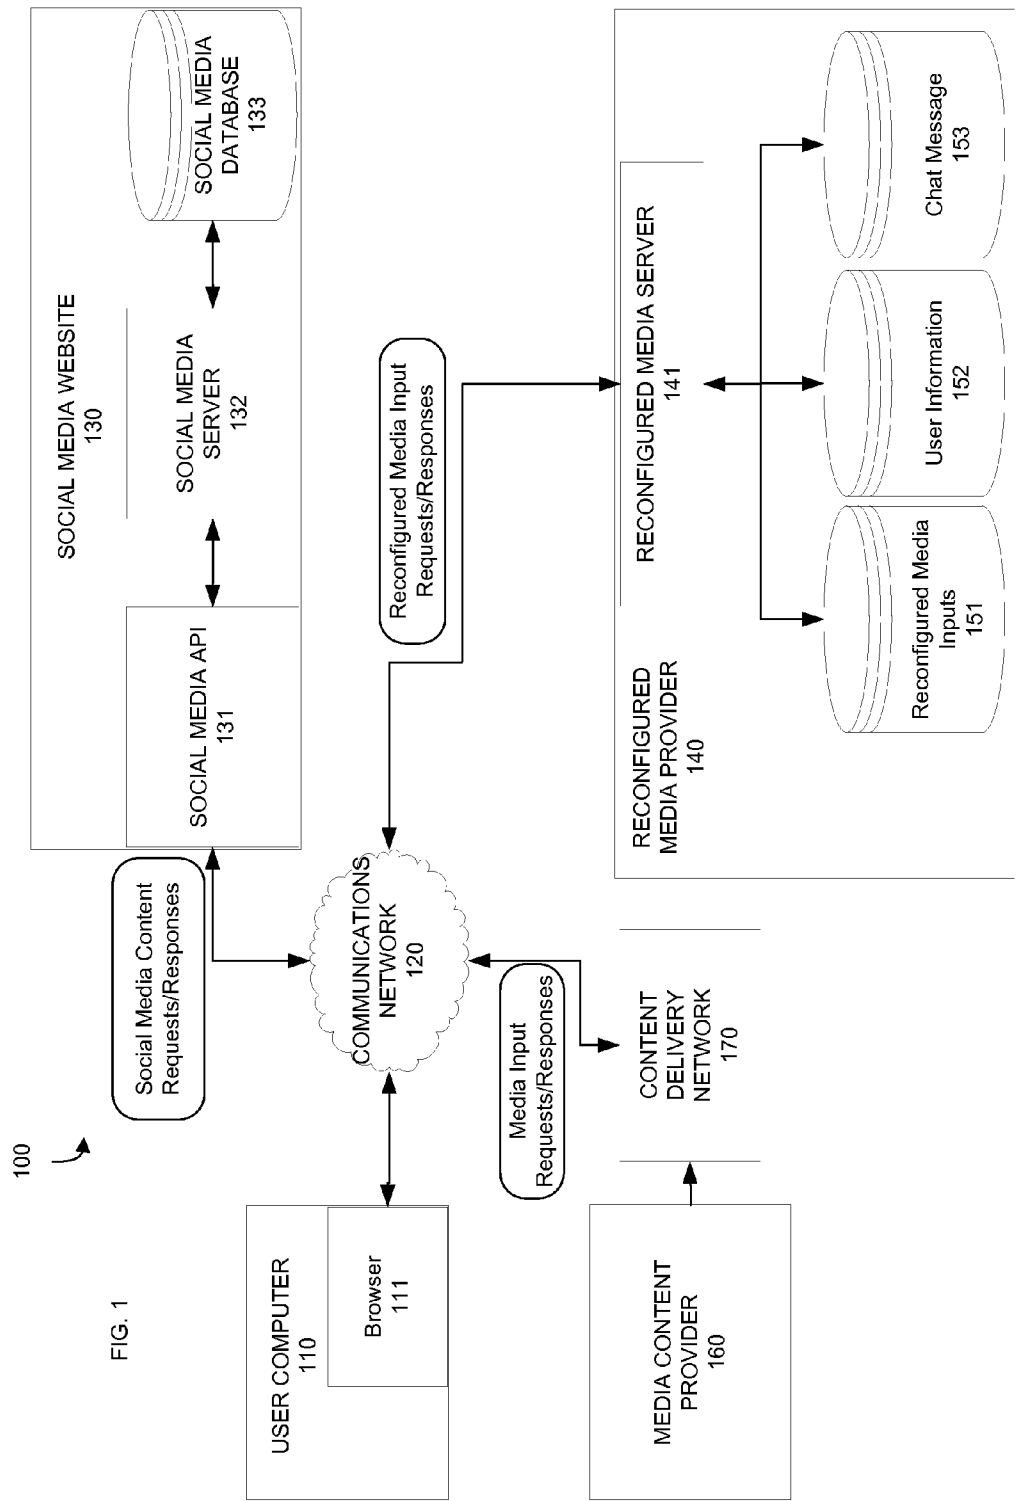 FIG. 1
100
USER COMPUTER
110
Browser
111
Social Media Content
Requests/Responses
COMMUNICATIONS
NETWORK
120
SOCIAL MEDIA WEBSITE
130
SOCIAL MEDIA API
131
SOCIAL MEDIA
SERVER
132
SOCIAL MEDIA
DATABASE
133
Reconfigured Media Input
Requests/Responses
Media Input
Requests/Responses
MEDIA CONTENT
PROVIDER
160
CONTENT
DELIVERY
NETWORK
170
RECONFIGURED
MEDIA PROVIDER
140
RECONFIGURED MEDIA SERVER
141
Reconfigured Media
Inputs
151
User Information
152
Chat Message
153